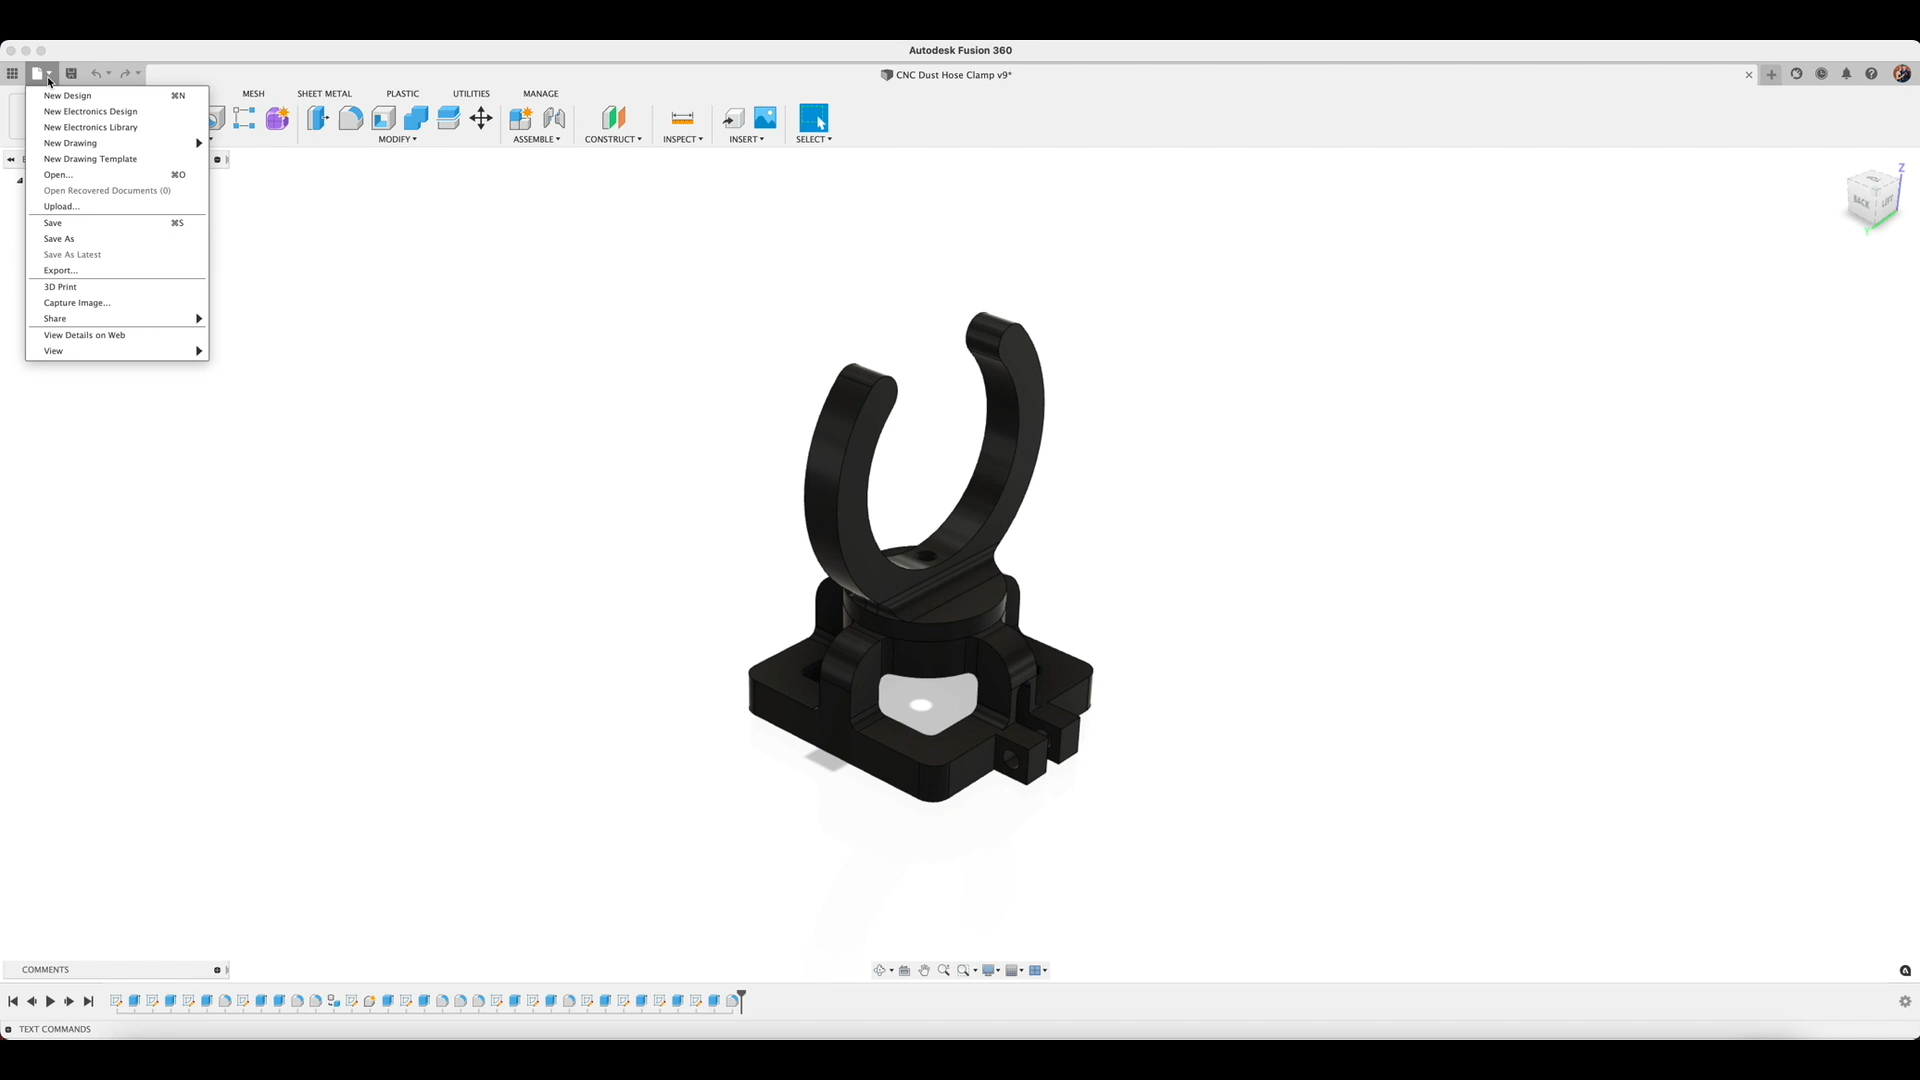 Autodesk Fusion 360
CNC Dust Hose Clamp v9*
MESH
SHEET METAL
PLASTIC
UTILITIES
MANAGE
MODIFY
ASSEMBLE
CONSTRUCT
INSPECT
INSERT
SELECT
New Design ⌘N
New Electronics Design
New Electronics Library
New Drawing
New Drawing Template
Open... ⌘O
Open Recovered Documents (0)
Upload...
Save ⌘S
Save As
Save As Latest
Export...
3D Print
Capture Image...
Share
View Details on Web
View
Z
TOP
BACK
LEFT
Y
COMMENTS
TEXT COMMANDS